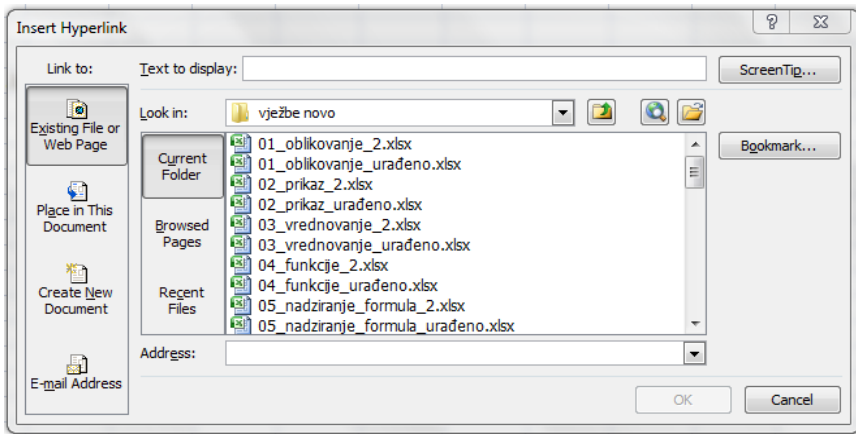 Insert Hyperlink
Link to:
Text to display:
ScreenTip...
Existing File or
Web Page
Look in:
vježbe novo
Bookmark...
Current
Folder
Browsed
Pages
Recent
Files
01_oblikovanje_2.xlsx
01_oblikovanje_urađeno.xlsx
02_prikaz_2.xlsx
02_prikaz_urađeno.xlsx
03_vrednovanje_2.xlsx
03_vrednovanje_urađeno.xlsx
04_funkcije_2.xlsx
04_funkcije_urađeno.xlsx
05_nadziranje_formula_2.xlsx
05_nadziranje_formula_urađeno.xlsx
Place in This
Document
Create New
Document
E-mail Address
Address:
OK
Cancel